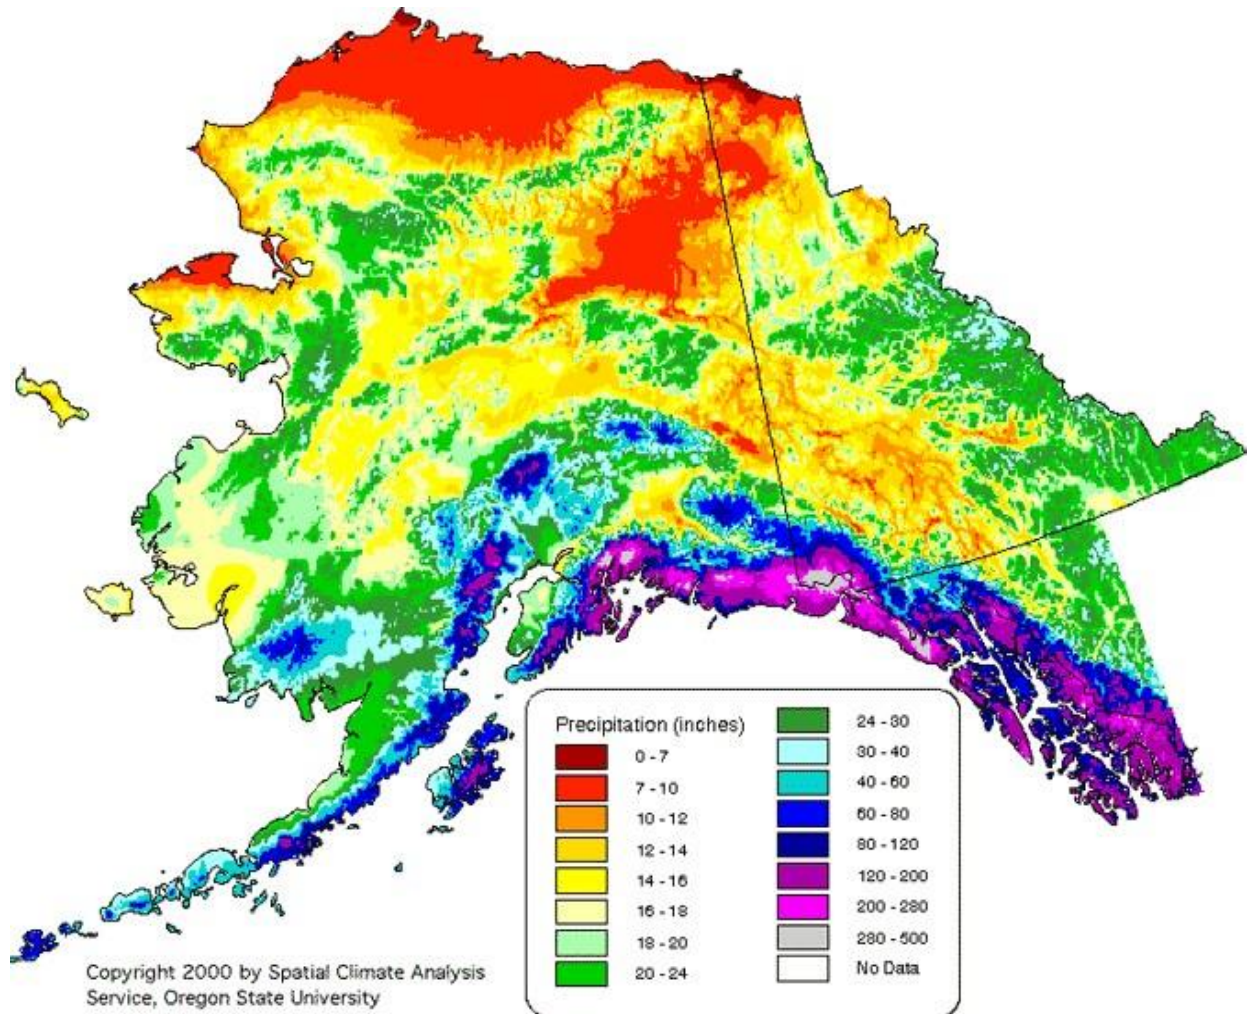 Precipitation (inches)
0 - 7
7 - 10
10 - 12
12 - 14
14 - 16
16 - 18
18 - 20
20 - 24
24 - 30
30 - 40
40 - 60
60 - 80
80 - 120
120 - 200
200 - 280
280 - 500
No Data
Copyright 2000 by Spatial Climate Analysis
Service, Oregon State University